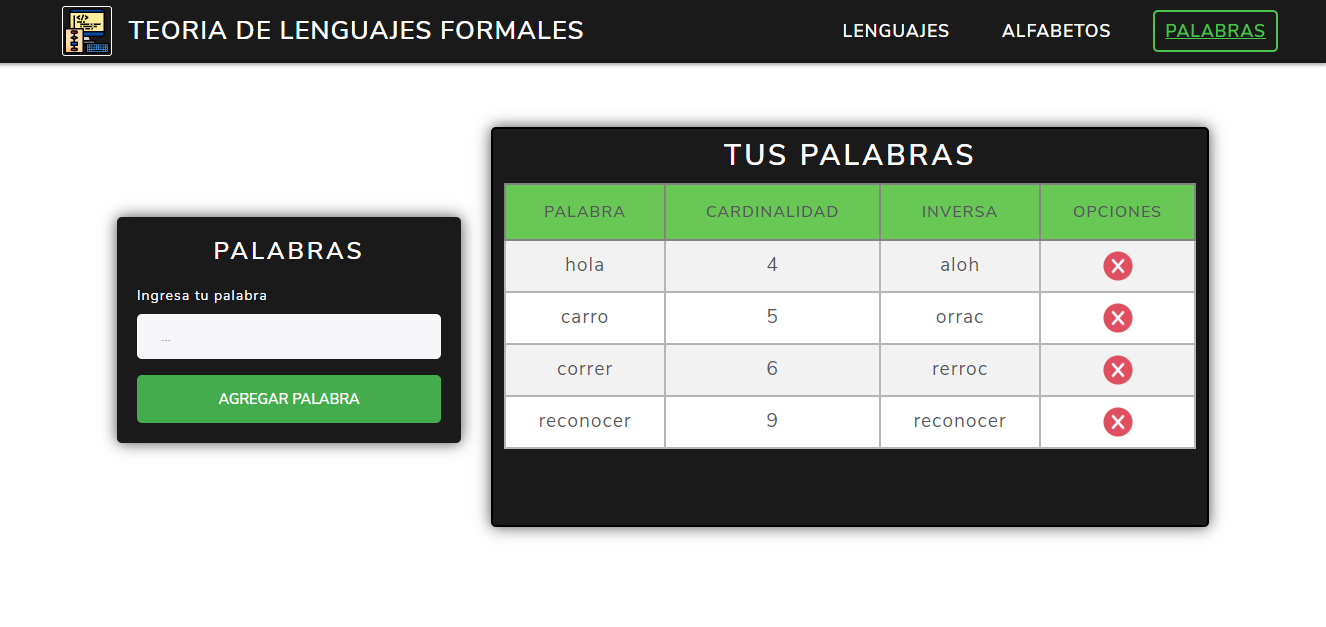 TEORIA DE LENGUAJES FORMALES LENGUAJES ALFABETOS PALABRAS
PALABRAS
Ingresa tu palabra
...
AGREGAR PALABRA
TUS PALABRAS
PALABRA CARDINALIDAD INVERSA OPCIONES
hola 4 aloh
carro 5 orrac
correr 6 rerroc
reconocer 9 reconocer